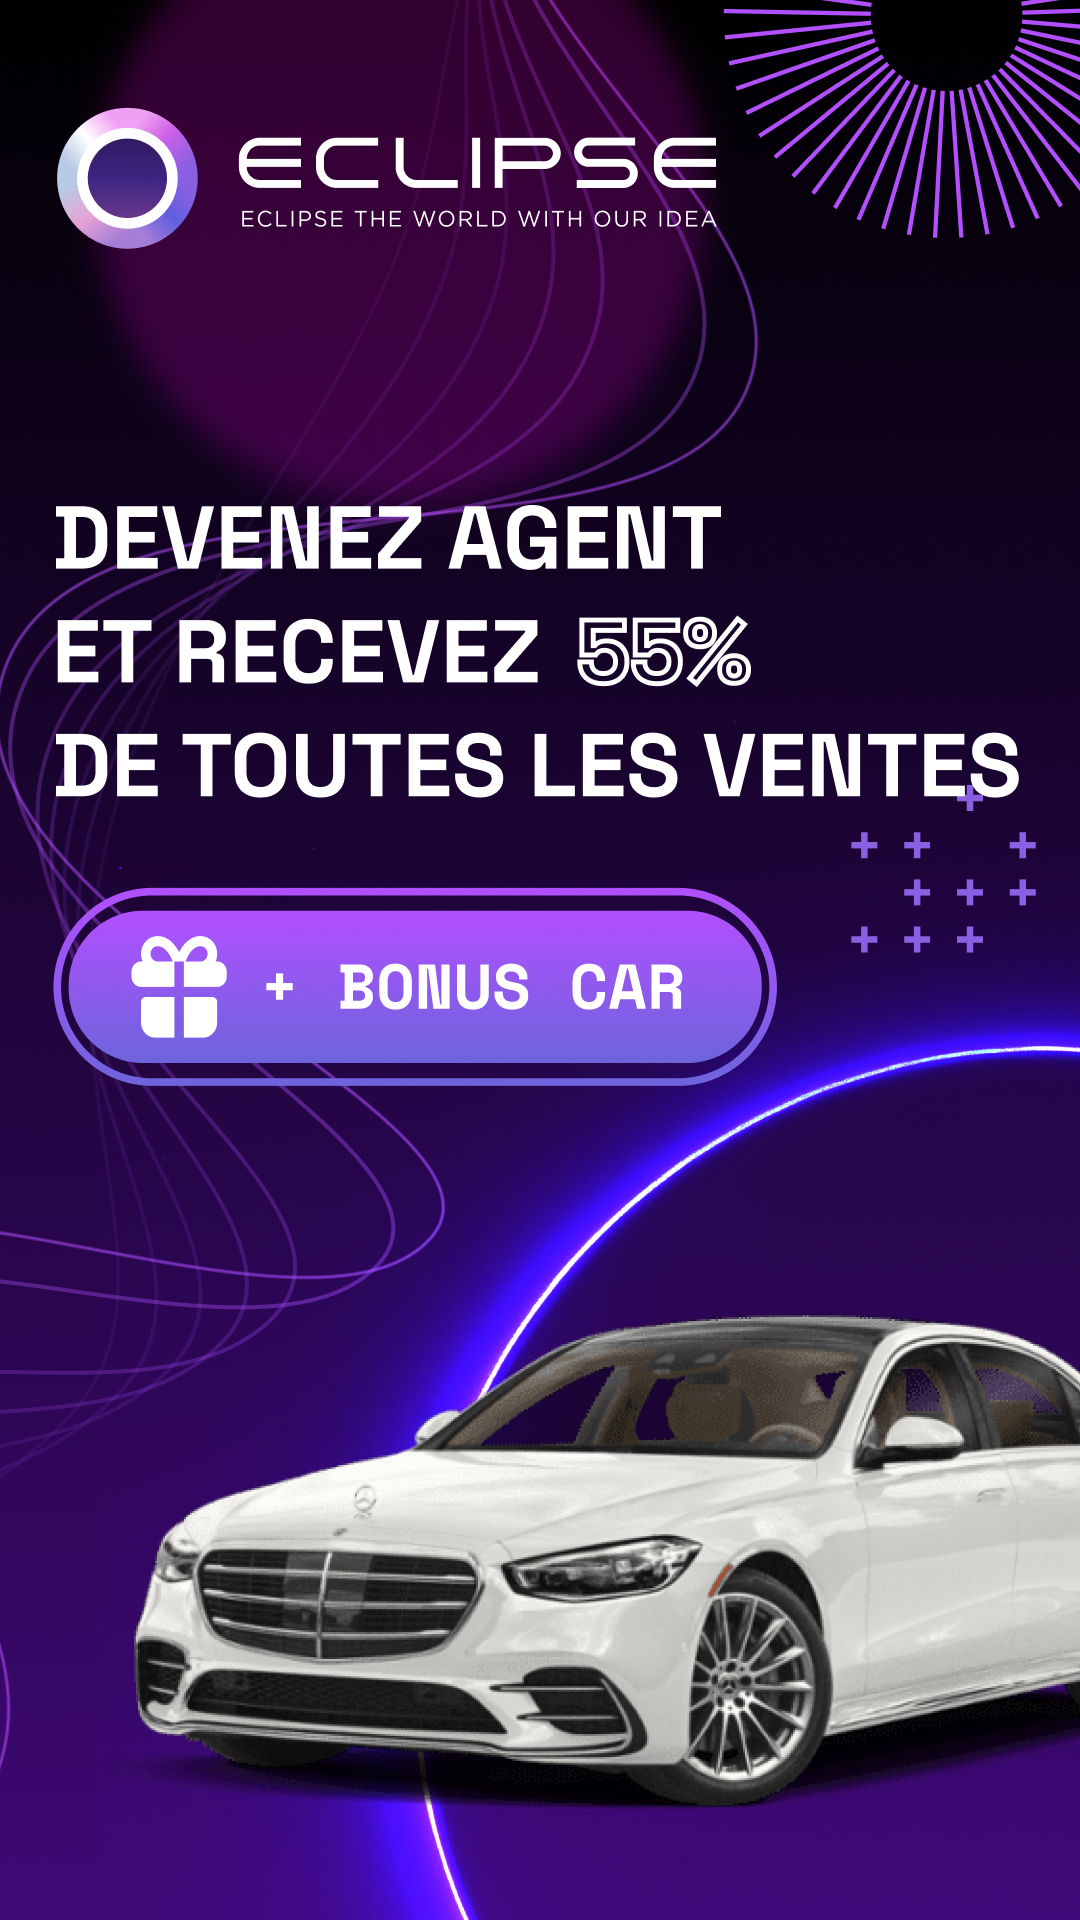 ECLIPSE
ECLIPSE THE WORLD WITH OUR IDEA
DEVENEZ AGENT
ET RECEVEZ 55%
DE TOUTES LES VENTES
+ BONUS CAR